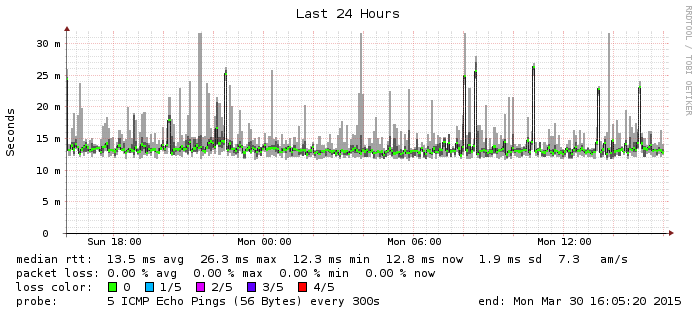 Last 24 Hours
RRDTOOL / TOBI OETIKER
Seconds
30 m
25 m
20 m
15 m
10 m
5 m
0
Sun 18:00 Mon 00:00 Mon 06:00 Mon 12:00
median rtt: 13.5 ms avg 26.3 ms max 12.3 ms min 12.8 ms now 1.9 ms sd 7.3 am/s
packet loss: 0.00 % avg 0.00 % max 0.00 % min 0.00 % now
loss color: 0 1/5 2/5 3/5 4/5
probe: 5 ICMP Echo Pings (56 Bytes) every 300s end: Mon Mar 30 16:05:20 2015